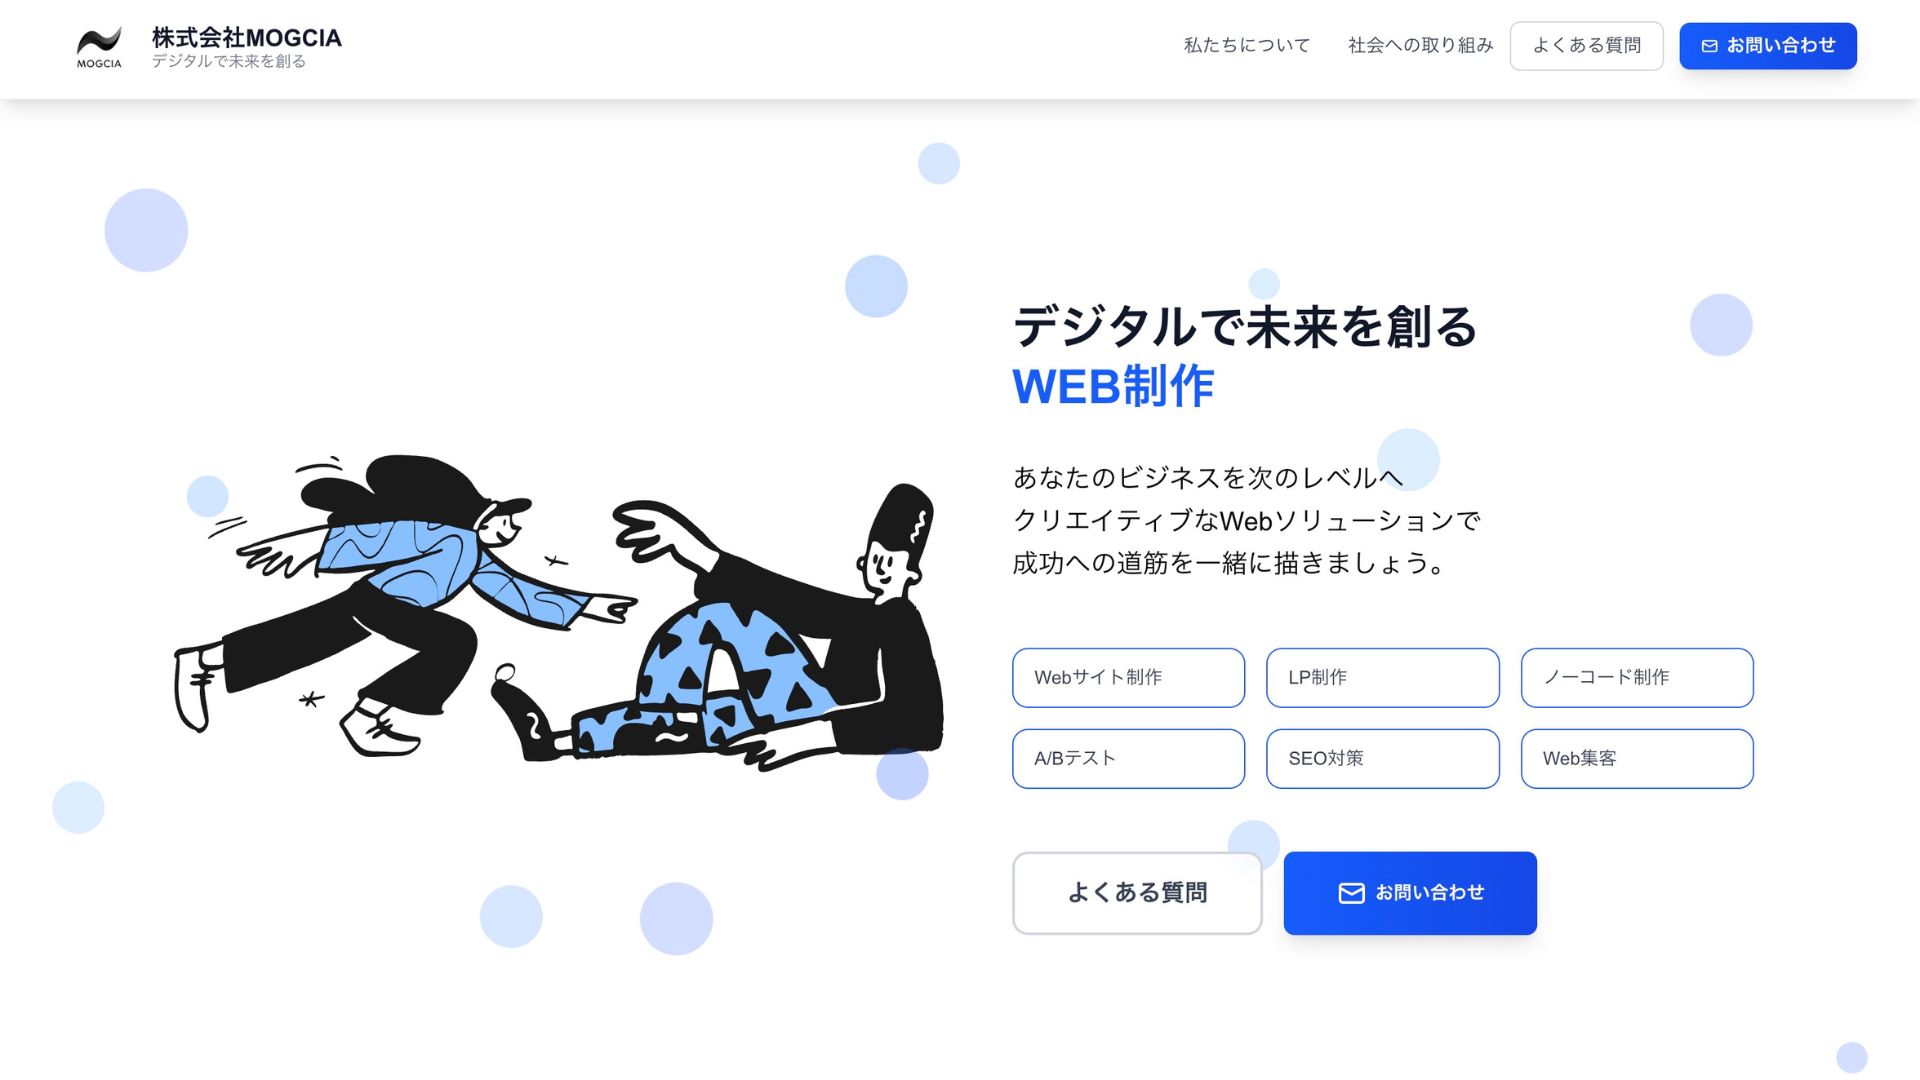 MOGCIA
株式会社MOGCIA
デジタルで未来を創る
私たちについて
社会への取り組み
よくある質問
お問い合わせ
デジタルで未来を創る
WEB制作
あなたのビジネスを次のレベルへ
クリエイティブなWebソリューションで
成功への道筋を一緒に描きましょう。
Webサイト制作
LP制作
ノーコード制作
A/Bテスト
SEO対策
Web集客
よくある質問
お問い合わせ